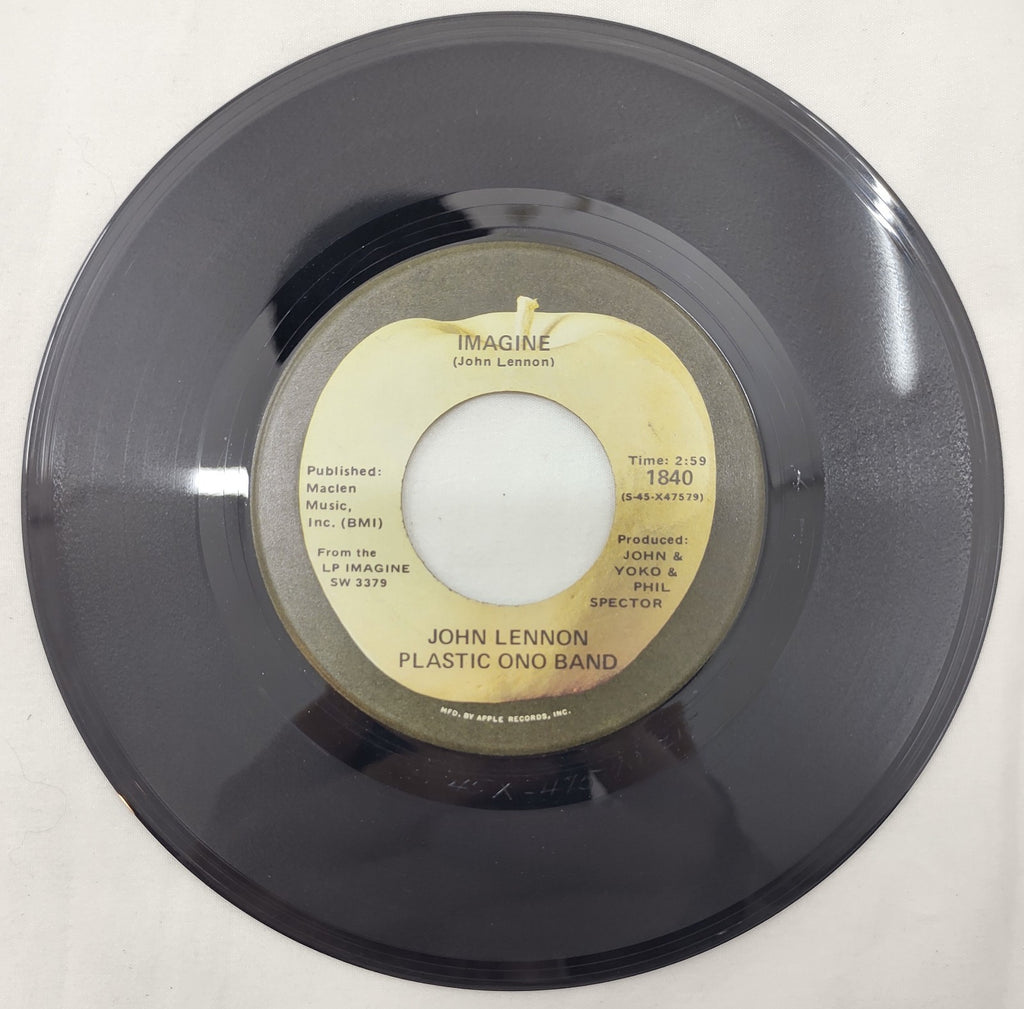 IMAGINE
(John Lennon)
Published:
Maclen
Music,
Inc. (BMI)
From the
LP IMAGINE
SW 3379
Time: 2:59
1840
(S-45-X47579)
Produced:
JOHN &
YOKO &
PHIL
SPECTOR
JOHN LENNON
PLASTIC ONO BAND
MFD. BY APPLE RECORDS, INC.